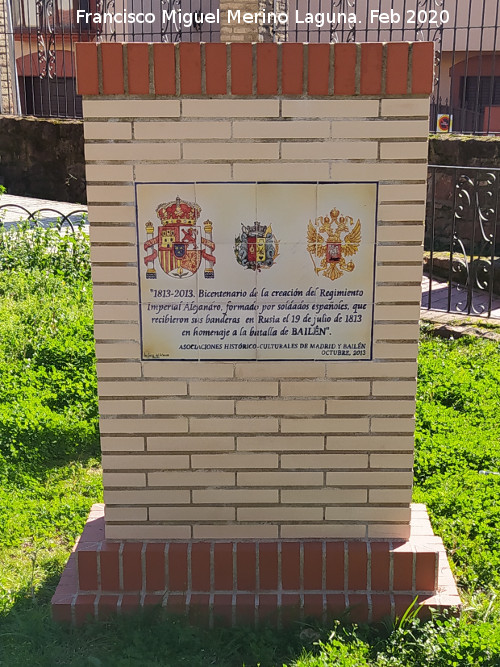 Francisco Miguel Merino Laguna. Feb 2020
"1813-2013. Bicentenario de la creación del Regimiento
Imperial Alejandro, formado por soldados españoles, que
recibieron sus banderas en Rusia el 19 de julio de 1813
en homenaje a la batalla de BAILÉN".
ASOCIACIONES HISTÓRICO-CULTURALES DE MADRID Y BAILÉN
OCTUBRE, 2013